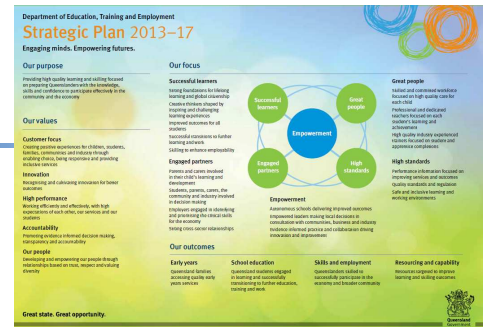 Department of Education, Training and Employment
Strategic Plan 2013–17
Engaging minds. Empowering futures.
Our purpose
Providing high quality learning and skilling focused
on preparing Queenslanders with the knowledge,
skills and confidence to participate effectively in the
community and the economy
Our values
Customer focus
Creating positive experiences for children, students,
families, communities and industry through
enabling choice, being responsive and providing
inclusive services
Innovation
Recognising and cultivating innovation for better
outcomes
High performance
Working efficiently and effectively, with high
expectations of each other, our services and our
students
Accountability
Promoting evidence informed decision making,
transparency and accountability
Our people
Developing and empowering our people through
relationships based on trust, respect and valuing
diversity
Great state. Great opportunity.
Our focus
Successful learners
Strong foundations for lifelong
learning and global citizenship
Creative thinkers shaped by
inspiring and challenging
learning experiences
Improved outcomes for all
students
Successful transitions to further
learning and work
Skilling to enhance employability
Engaged partners
Parents and carers involved
in their child's learning and
development
Students, parents, carers, the
community and industry involved
in decision making
Employers engaged in identifying
and prioritising the critical skills
for the economy
Strong cross-sector relationships
Successful
learners
Great
people
Empowerment
Engaged
partners
High
standards
Empowerment
Autonomous schools delivering improved outcomes
Empowered leaders making local decisions in
consultation with communities, business and industry
Evidence informed practice and collaboration driving
innovation and improvement
Great people
Skilled and committed workforce
focused on high quality care for
each child
Professional and dedicated
teachers focused on each
student's learning and
achievement
High quality industry experienced
trainers focused on student and
apprentice completions
High standards
Performance information focused on
improving services and outcomes
Quality standards and regulation
Safe and inclusive learning and
working environments
Our outcomes
Early years
Queensland families
accessing quality early
years services
School education
Queensland students engaged
in learning and successfully
transitioning to further education,
training and work
Skills and employment
Queenslanders skilled to
successfully participate in the
economy and broader community
Resourcing and capability
Resources targeted to improve
learning and skilling outcomes
Queensland
Government